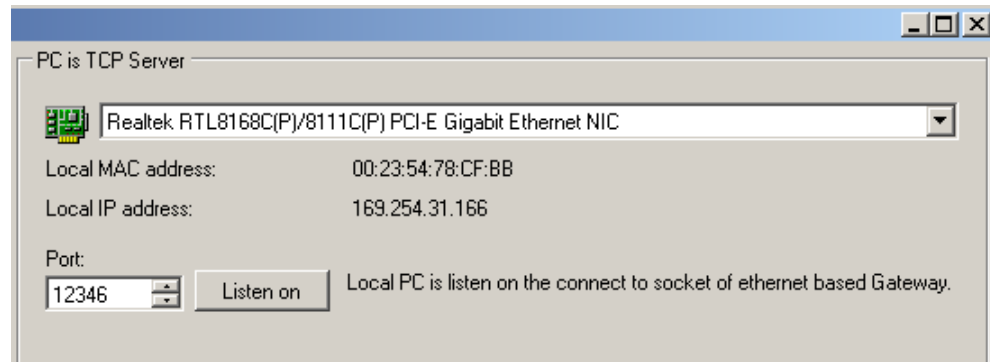 PC is TCP Server
Realtek RTL8168C(P)/8111C(P) PCI-E Gigabit Ethernet NIC
Local MAC address: 00:23:54:78:CF:BB
Local IP address: 169.254.31.166
Port:
12346 Listen on Local PC is listen on the connect to socket of ethernet based Gateway.